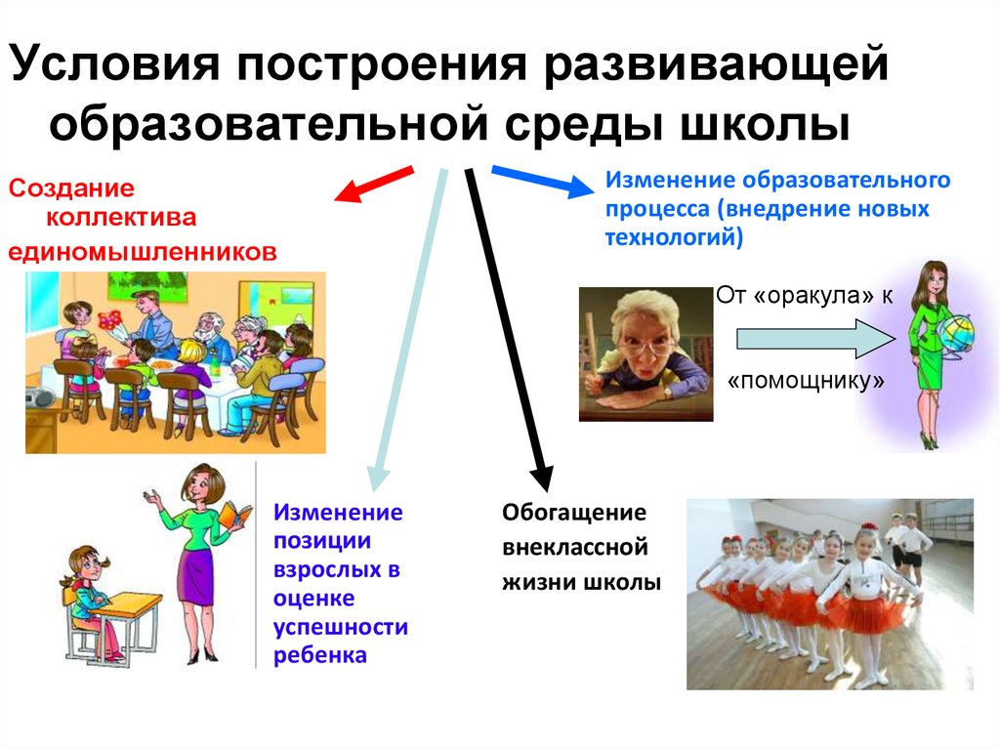 Условия построения развивающей
образовательной среды школы
Создание
коллектива
единомышленников
Изменение образовательного
процесса (внедрение новых
технологий)
От «оракула» к
«помощнику»
Изменение
позиции
взрослых в
оценке
успешности
ребенка
Обогащение
внеклассной
жизни школы